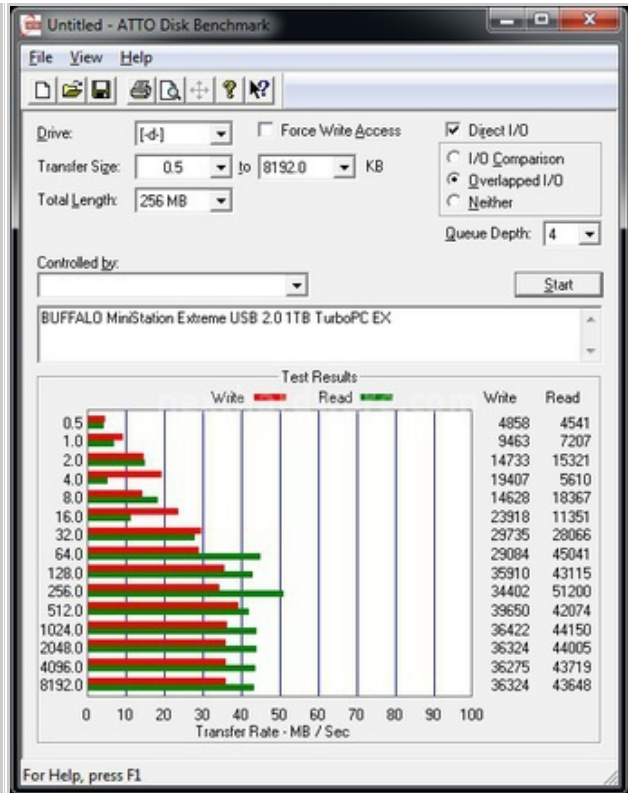 Untitled - ATTO Disk Benchmark
File View Help
Drive: [-d-] Force Write Access Direct I/O
Transfer Size: 0.5 to 8192.0 KB I/O Comparison
Overlapped I/O
Total Length: 256 MB Neither
Queue Depth: 4
Controlled by:
Start
BUFFALO MiniStation Extreme USB 2.0 1TB TurboPC EX
Test Results
Write Read Write Read
0.5 4858 4541
1.0 9463 7207
2.0 14733 15321
4.0 19407 5610
8.0 14628 18367
16.0 23918 11351
32.0 29735 28066
64.0 29084 45041
128.0 35910 43115
256.0 34402 51200
512.0 39650 42074
1024.0 36422 44150
2048.0 36324 44005
4096.0 36275 43719
8192.0 36324 43648
0 10 20 30 40 50 60 70 80 90 100
Transfer Rate - MB / Sec
For Help, press F1